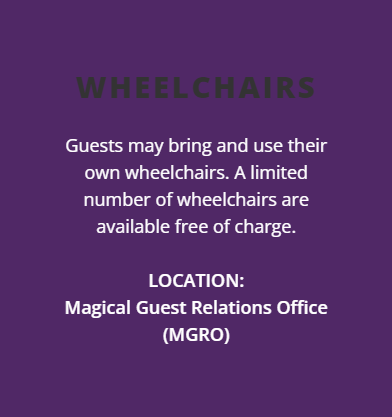 WHEELCHAIRS
Guests may bring and use their
own wheelchairs. A limited
number of wheelchairs are
available free of charge.
LOCATION:
Magical Guest Relations Office
(MGRO)